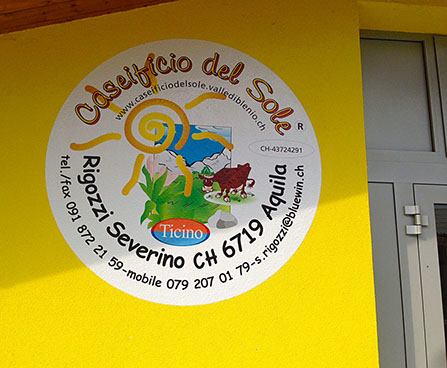 Caseificio del Sole
www.caseificiodelsole.vallediblenio.ch
R
CH-43724291
Ticino
Rigozzi Severino CH 6719 Aquila
tel./fax 091 872 21 59-mobile 079 207 01 79-s.rigozzi@bluewin.ch